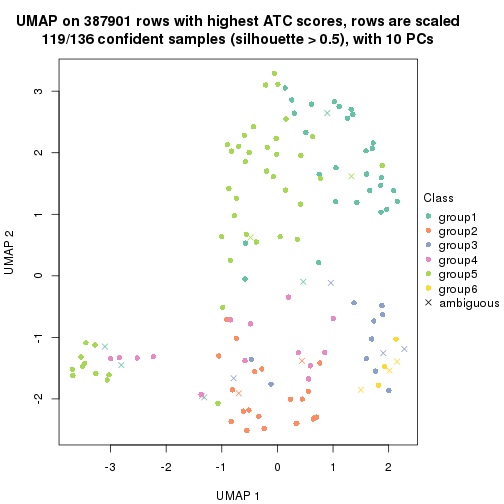 UMAP on 387901 rows with highest ATC scores, rows are scaled
119/136 confident samples (silhouette > 0.5), with 10 PCs
3
2
1
0
-1
-2
UMAP 2
-3
-2
-1
0
1
2
UMAP 1
Class
group1
group2
group3
group4
group5
group6
ambiguous